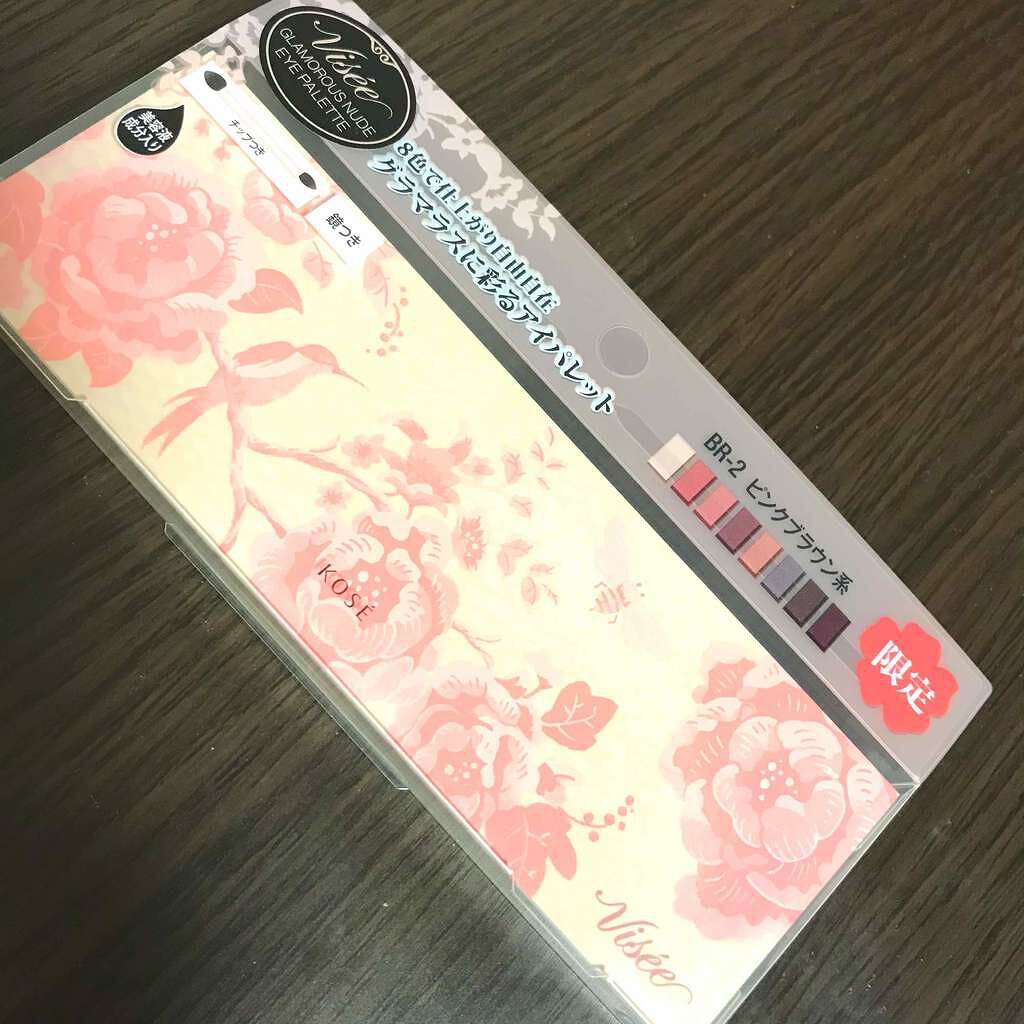 Visée
GLAMOROUS NUDE
EYE PALETTE
美容液
成分入り
チップつき
鏡つき
8色で仕上がり自由自在
グラマラスに彩るアイパレット
BR-2 ピンクブラウン系
限定
KOSÉ
Visée